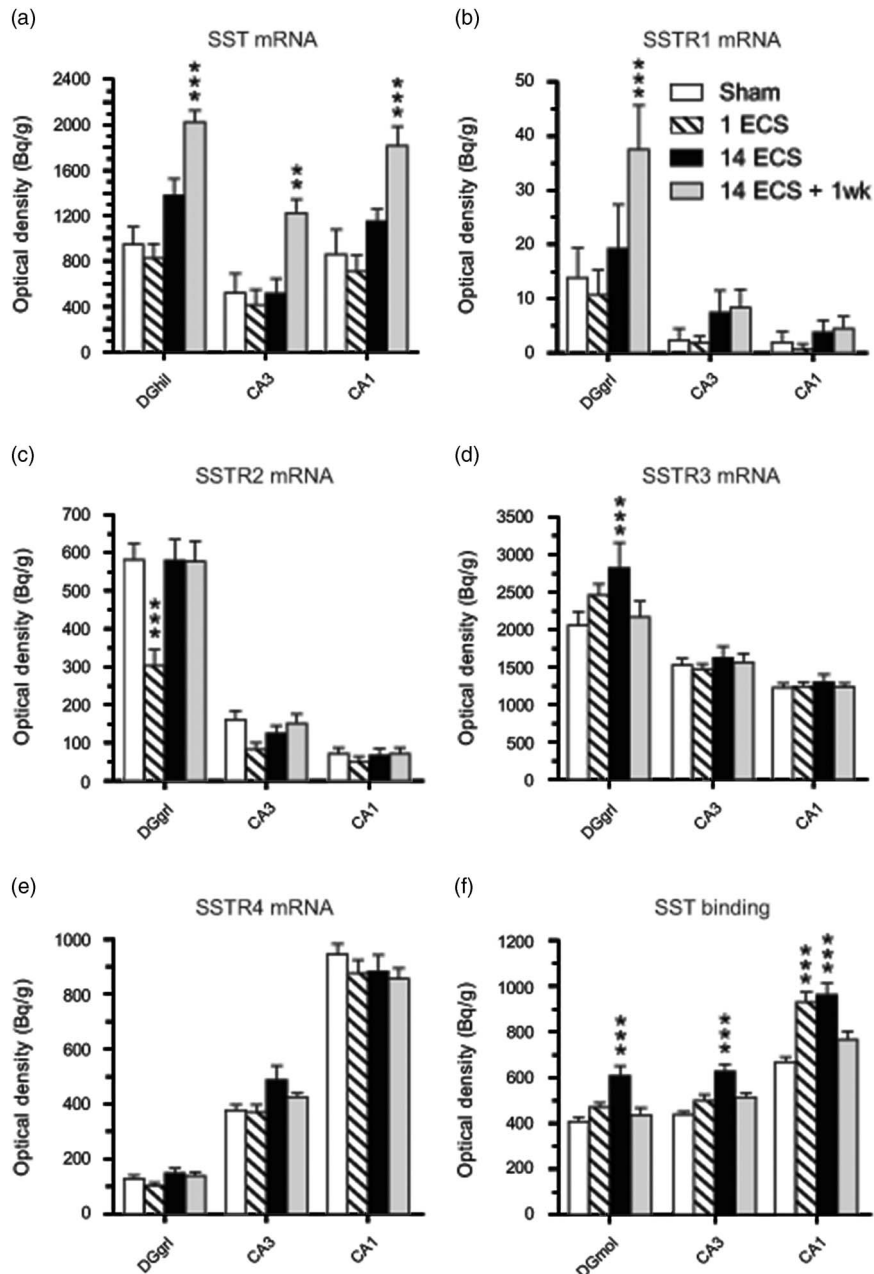 (a)
SST mRNA
Optical density (Bq/g)
2400
2000
1600
1200
800
400
0
***
**
***
DGhil
CA3
CA1
(b)
SSTR1 mRNA
Optical density (Bq/g)
50
40
30
20
10
0
***
Sham
1 ECS
14 ECS
14 ECS + 1wk
DGgrl
CA3
CA1
(c)
SSTR2 mRNA
Optical density (Bq/g)
700
600
500
400
300
200
100
0
***
DGgrl
CA3
CA1
(d)
SSTR3 mRNA
Optical density (Bq/g)
3500
3000
2500
2000
1500
1000
500
0
***
DGgrl
CA3
CA1
(e)
SSTR4 mRNA
Optical density (Bq/g)
1000
800
600
400
200
0
DGgrl
CA3
CA1
(f)
SST binding
Optical density (Bq/g)
1200
1000
800
600
400
200
0
***
***
***
***
DGmol
CA3
CA1